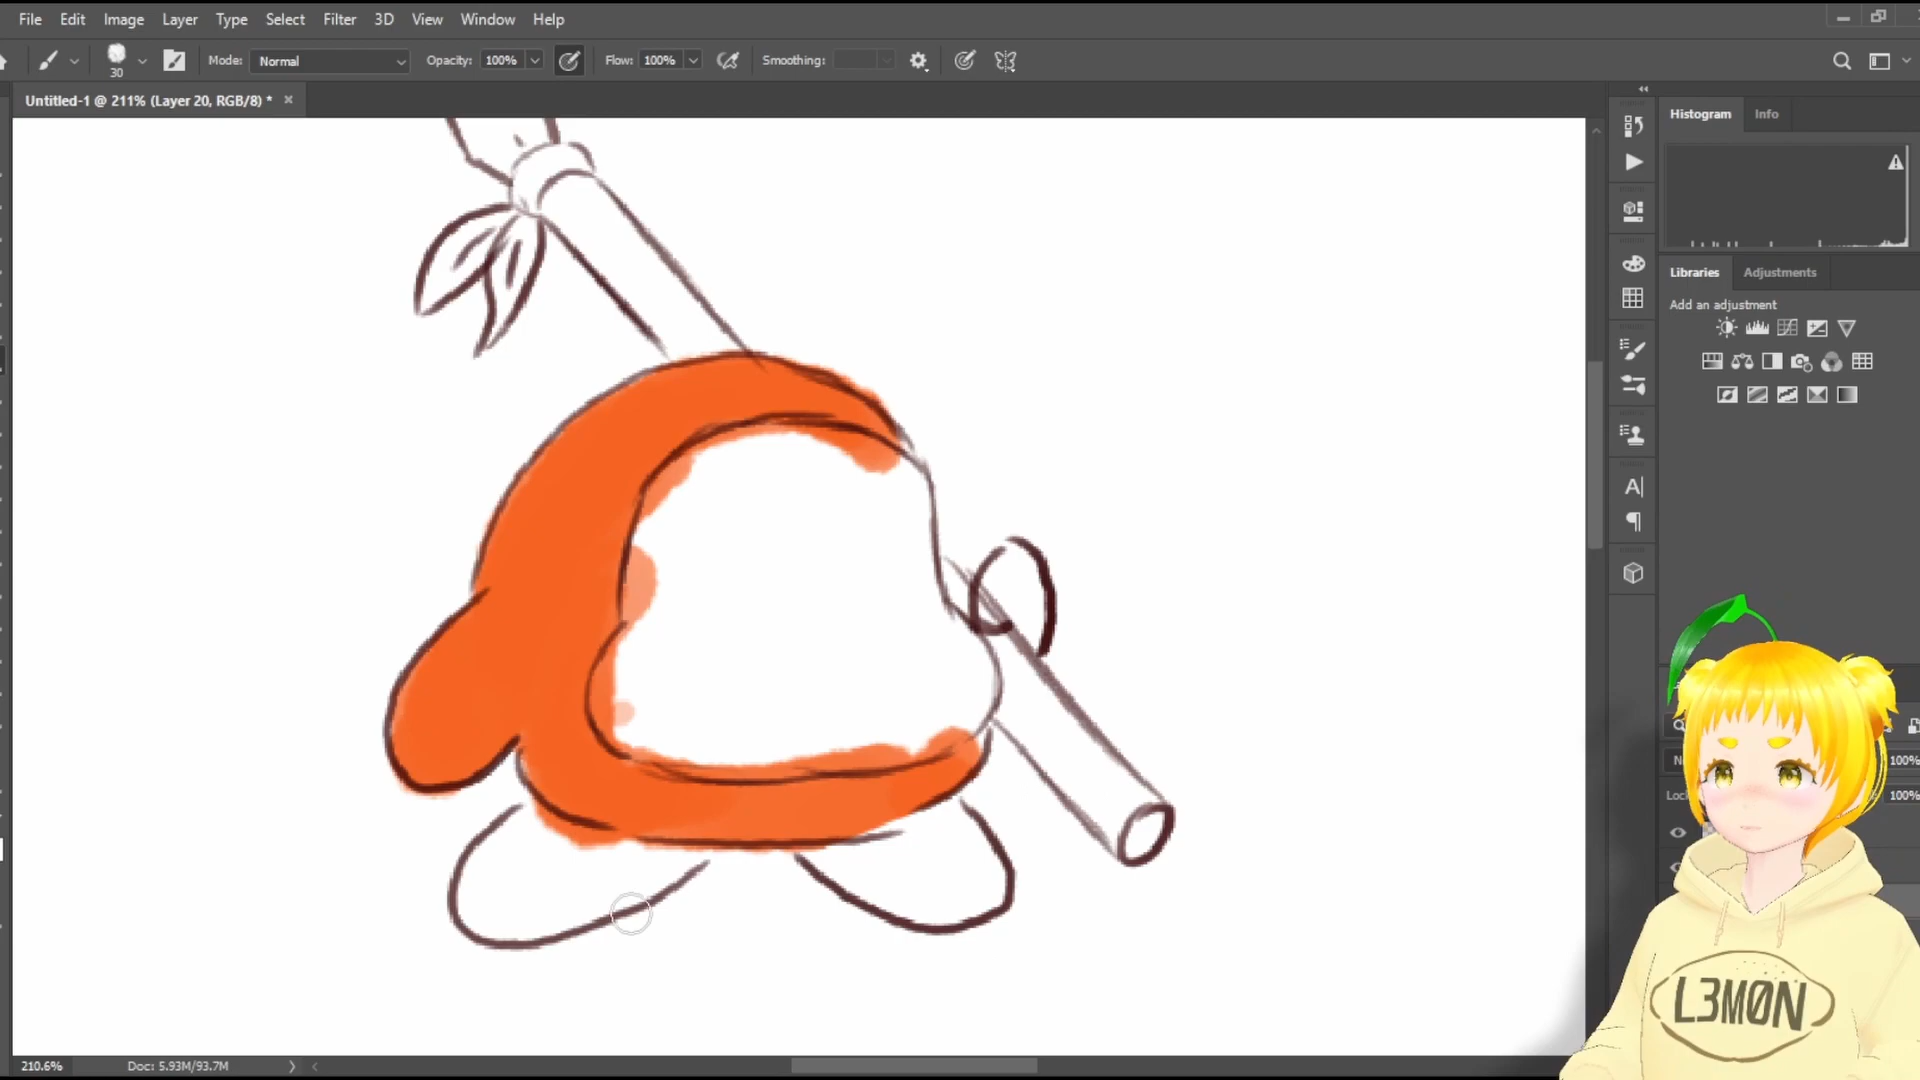 File Edit Image Layer Type Select Filter 3D View Window Help
30 Mode: Normal Opacity: 100% Flow: 100% Smoothing:
Untitled-1 @ 211% (Layer 20, RGB/8) *
Histogram Info
Libraries Adjustments
Add an adjustment
100%
100%
L3M0N
210.6% Doc: 5.93M/93.7M